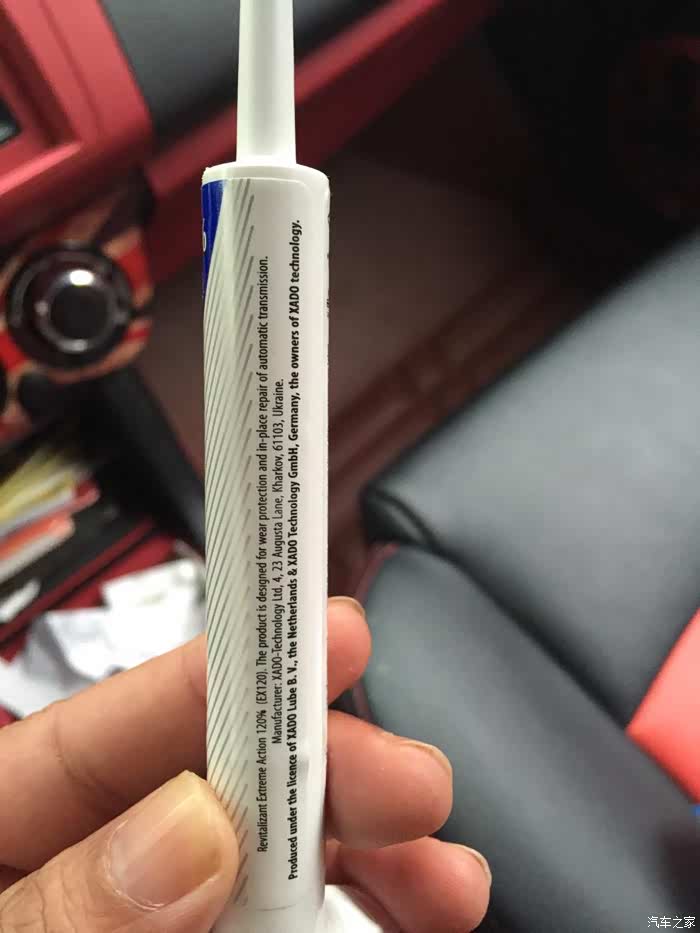 Revitalizant Extreme Action 120% (EX120). The product is designed for wear protection and in-place repair of automatic transmission.
Manufacturer: XADO-Technology Ltd, 4, 23 Augusta Lane, Kharkov, 61103, Ukraine.
Produced under the licence of XADO Lube B. V., the Netherlands & XADO Technology GmbH, Germany, the owners of XADO technology.
汽车之家